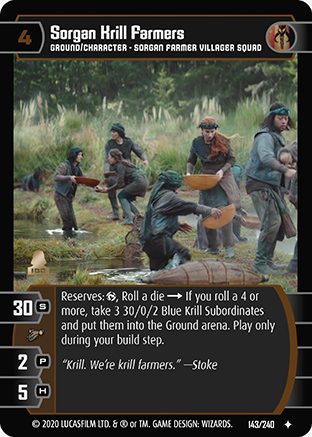 4
Sorgan Krill Farmers
GROUND/CHARACTER - SORGAN FARMER VILLAGER SQUAD
30 S
2 P
5 H
Reserves: , Roll a die → If you roll a 4 or
more, take 3 30/0/2 Blue Krill Subordinates
and put them into the Ground arena. Play only
during your build step.
“Krill. We’re krill farmers.” —Stoke
© 2020 LUCASFILM LTD. & ® OR TM. GAME DESIGN: WIZARDS. 143/240